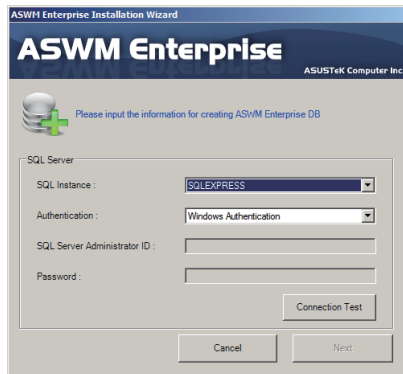 ASWM Enterprise Installation Wizard
ASWM Enterprise
ASUSTeK Computer Inc
Please input the information for creating ASWM Enterprise DB
SQL Server
SQL Instance :
SQLEXPRESS
Authentication :
Windows Authentication
SQL Server Administrator ID :
Password :
Connection Test
Cancel
Next